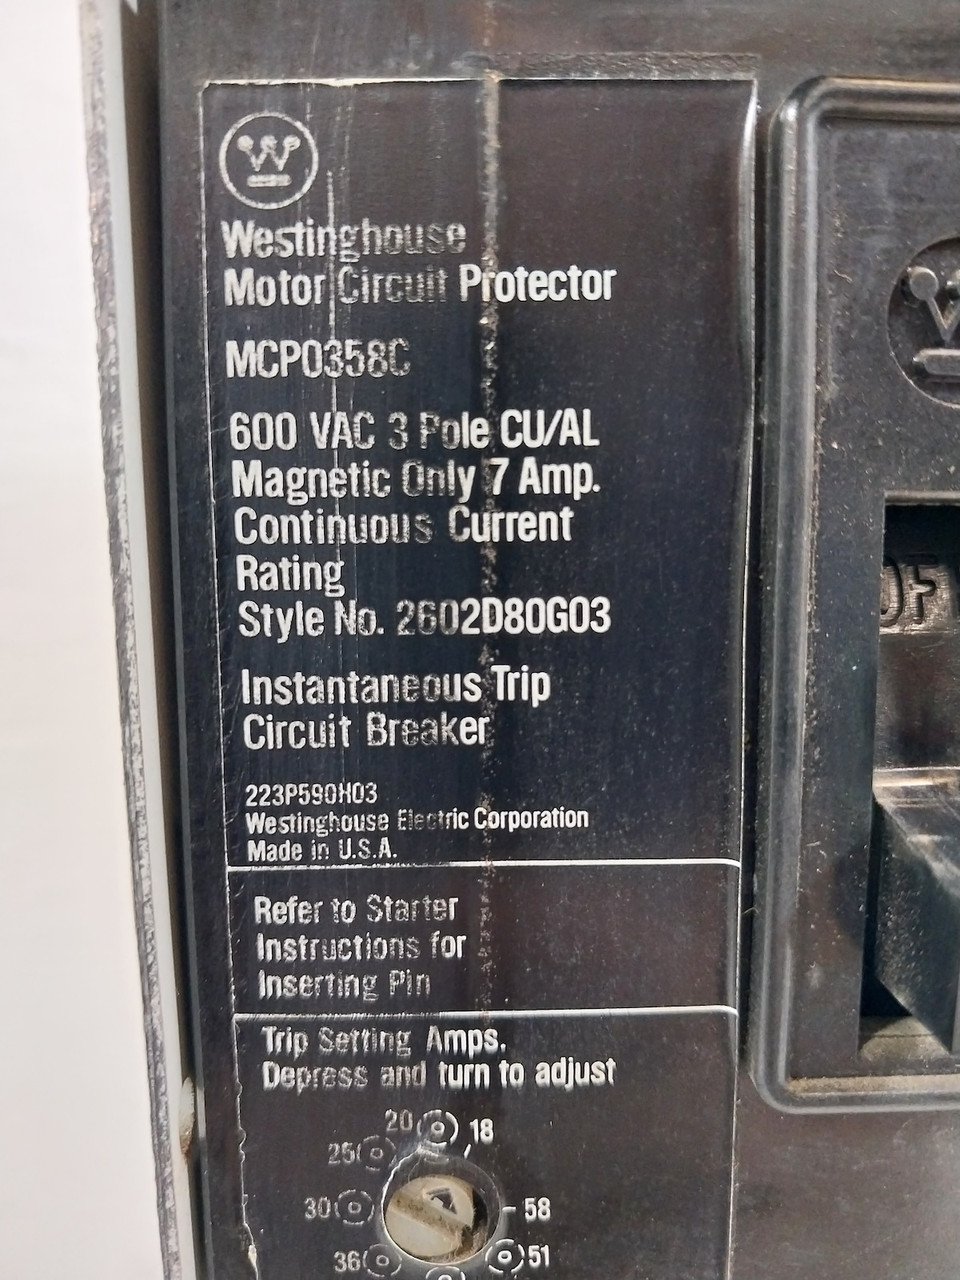 Westinghouse
Motor Circuit Protector
MCP0358C
600 VAC 3 Pole CU/AL
Magnetic Only 7 Amp.
Continuous Current
Rating
Style No. 2602D80G03
Instantaneous Trip
Circuit Breaker
223P590H03
Westinghouse Electric Corporation
Made in U.S.A.
Refer to Starter
Instructions for
Inserting Pin
Trip Setting Amps.
Depress and turn to adjust
20 18
25
30 58
36 51
OF